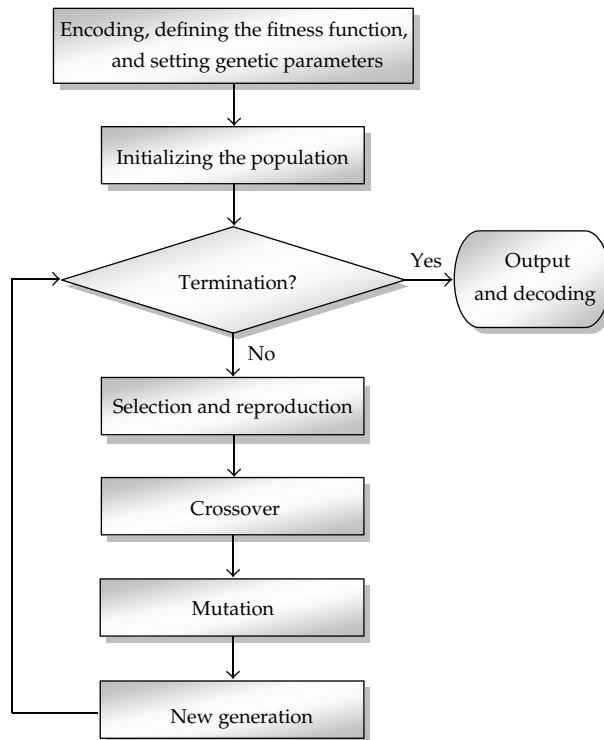 Encoding, defining the fitness function,
and setting genetic parameters
Initializing the population
Termination?
Yes
Output
and decoding
No
Selection and reproduction
Crossover
Mutation
New generation